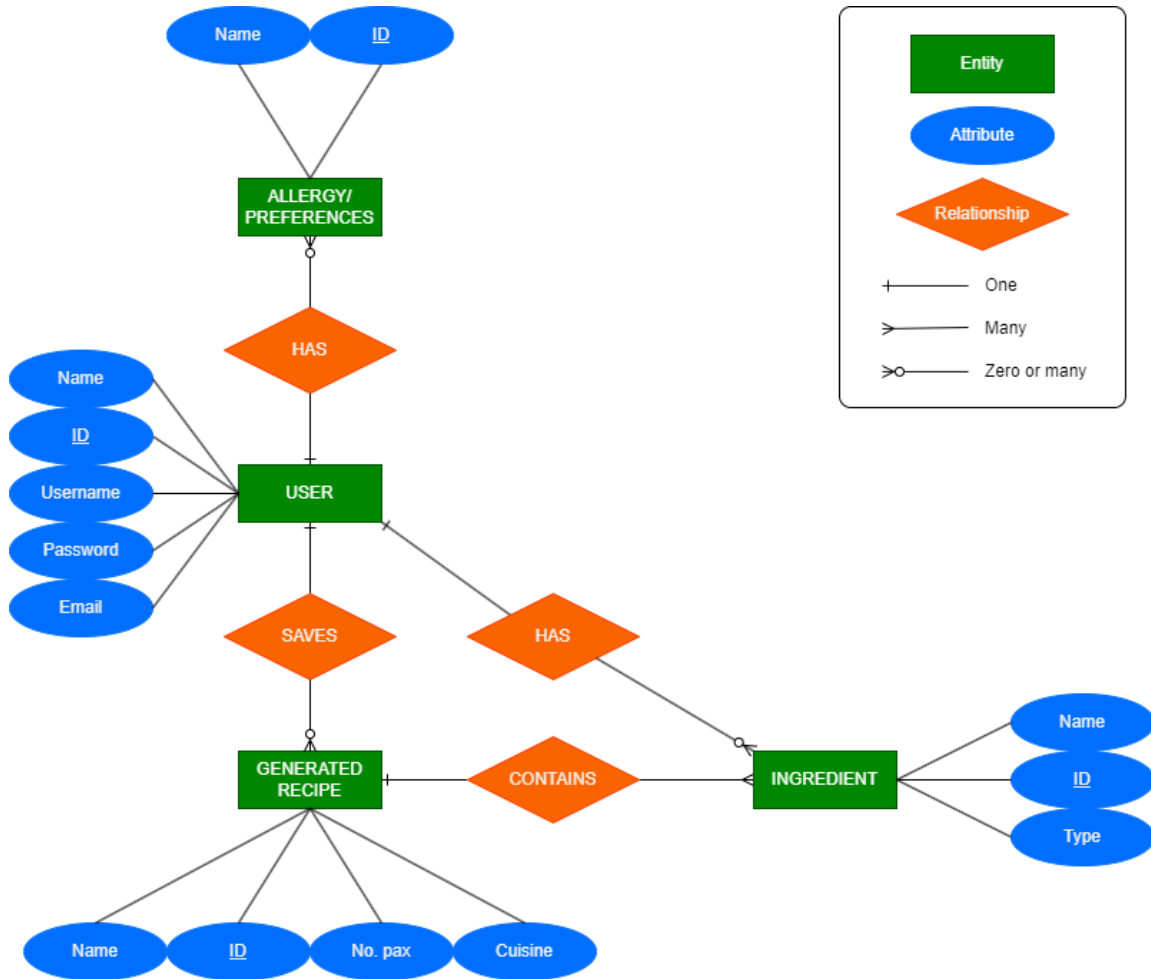 Name
ID
Entity
Attribute
Relationship
One
Many
Zero or many
ALLERGY/
PREFERENCES
HAS
Name
ID
Username
Password
Email
USER
SAVES
HAS
GENERATED
RECIPE
CONTAINS
INGREDIENT
Name
ID
Type
Name
ID
No. pax
Cuisine